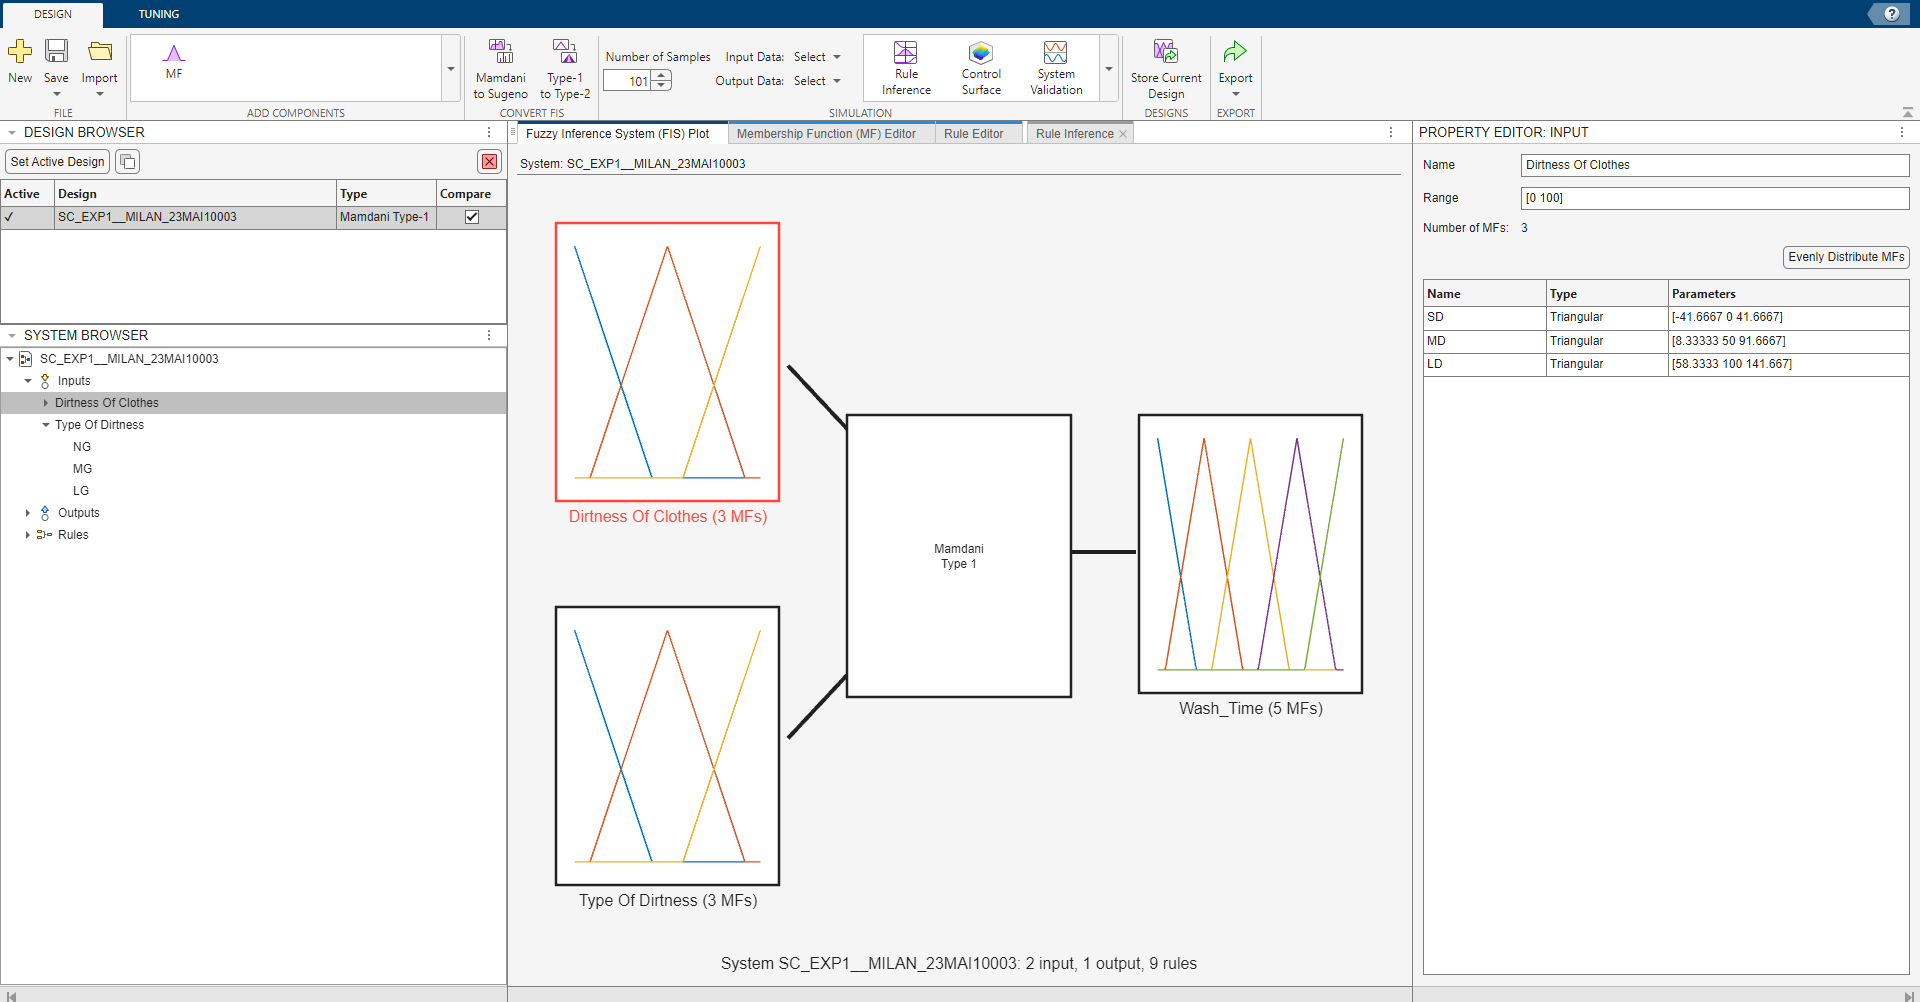 DESIGN
TUNING
?
New
Save
Import
FILE
MF
ADD COMPONENTS
Mamdani
to Sugeno
Type-1
to Type-2
CONVERT FIS
Number of Samples
101
Input Data: Select
Output Data: Select
Rule
Inference
Control
Surface
System
Validation
SIMULATION
Store Current
Design
DESIGNS
Export
EXPORT
DESIGN BROWSER
Set Active Design
Active Design Type Compare
✓ SC_EXP1__MILAN_23MAI10003 Mamdani Type-1
SYSTEM BROWSER
SC_EXP1__MILAN_23MAI10003
Inputs
Dirtness Of Clothes
Type Of Dirtness
NG
MG
LG
Outputs
Rules
Fuzzy Inference System (FIS) Plot
Membership Function (MF) Editor
Rule Editor
Rule Inference
System: SC_EXP1__MILAN_23MAI10003
Dirtness Of Clothes (3 MFs)
Mamdani
Type 1
Wash_Time (5 MFs)
Type Of Dirtness (3 MFs)
System SC_EXP1__MILAN_23MAI10003: 2 input, 1 output, 9 rules
PROPERTY EDITOR: INPUT
Name Dirtness Of Clothes
Range [0 100]
Number of MFs: 3
Evenly Distribute MFs
Name Type Parameters
SD Triangular [-41.6667 0 41.6667]
MD Triangular [8.33333 50 91.6667]
LD Triangular [58.3333 100 141.667]